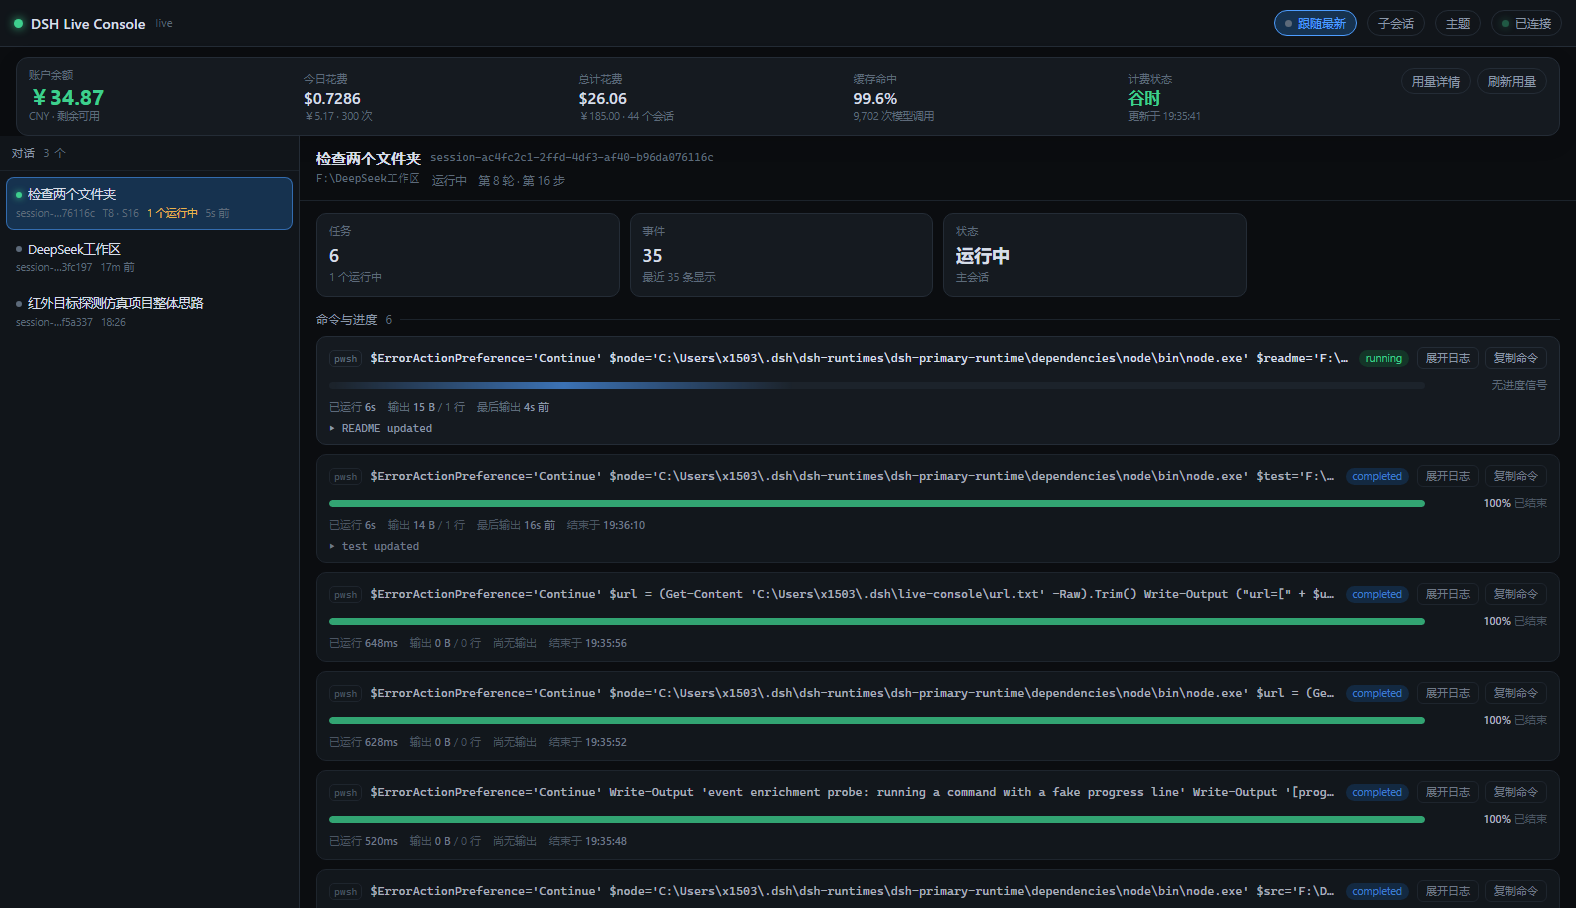 DSH Live Console live
跟随最新 子会话 主题 已连接
账户余额
¥34.87
CNY · 剩余可用
今日花费
$0.7286
¥5.17 · 300 次
总计花费
$26.06
¥185.00 · 44 个会话
缓存命中
99.6%
9,702 次模型调用
计费状态
谷时
更新于 19:35:41
用量详情 刷新用量
对话 3 个
检查两个文件夹
session-...76116c T8 · S16 1 个运行中 5s 前
DeepSeek工作区
session-...3fc197 17m 前
红外目标探测仿真项目整体思路
session-...f5a337 18:26
检查两个文件夹 session-ac4fc2c1-2ffd-4df3-af40-b96da076116c
F:\DeepSeek工作区 运行中 第 8 轮 · 第 16 步
任务
6
1 个运行中
事件
35
最近 35 条显示
状态
运行中
主会话
命令与进度 6
pwsh $ErrorActionPreference='Continue' $node='C:\Users\x1503\.dsh\dsh-runtimes\dsh-primary-runtime\dependencies\node\bin\node.exe' $readme='F:\... running 展开日志 复制命令
无进度信号
已运行 6s 输出 15 B / 1 行 最后输出 4s 前
▸ README updated
pwsh $ErrorActionPreference='Continue' $node='C:\Users\x1503\.dsh\dsh-runtimes\dsh-primary-runtime\dependencies\node\bin\node.exe' $test='F:\... completed 展开日志 复制命令
100% 已结束
已运行 6s 输出 14 B / 1 行 最后输出 16s 前 结束于 19:36:10
▸ test updated
pwsh $ErrorActionPreference='Continue' $url = (Get-Content 'C:\Users\x1503\.dsh\live-console\url.txt' -Raw).Trim() Write-Output ("url=[" + $u... completed 展开日志 复制命令
100% 已结束
已运行 648ms 输出 0 B / 0 行 尚无输出 结束于 19:35:56
pwsh $ErrorActionPreference='Continue' $node='C:\Users\x1503\.dsh\dsh-runtimes\dsh-primary-runtime\dependencies\node\bin\node.exe' $url = (Ge... completed 展开日志 复制命令
100% 已结束
已运行 628ms 输出 0 B / 0 行 尚无输出 结束于 19:35:52
pwsh $ErrorActionPreference='Continue' Write-Output 'event enrichment probe: running a command with a fake progress line' Write-Output '[prog... completed 展开日志 复制命令
100% 已结束
已运行 520ms 输出 0 B / 0 行 尚无输出 结束于 19:35:48
pwsh $ErrorActionPreference='Continue' $node='C:\Users\x1503\.dsh\dsh-runtimes\dsh-primary-runtime\dependencies\node\bin\node.exe' $src='F:\D... completed 展开日志 复制命令